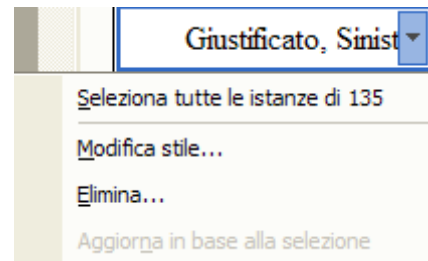 Giustificato, Sinist
Seleziona tutte le istanze di 135
Modifica stile...
Elimina...
Aggiorna in base alla selezione